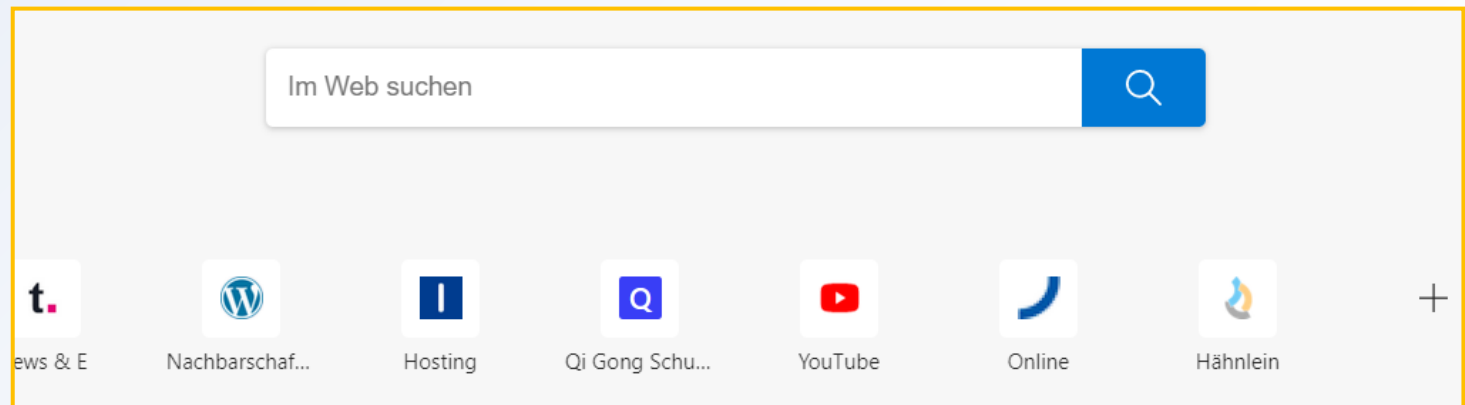 Im Web suchen
t.
Q
ews & E
Nachbarschaf...
Hosting
Qi Gong Schu...
YouTube
Online
Hähnlein